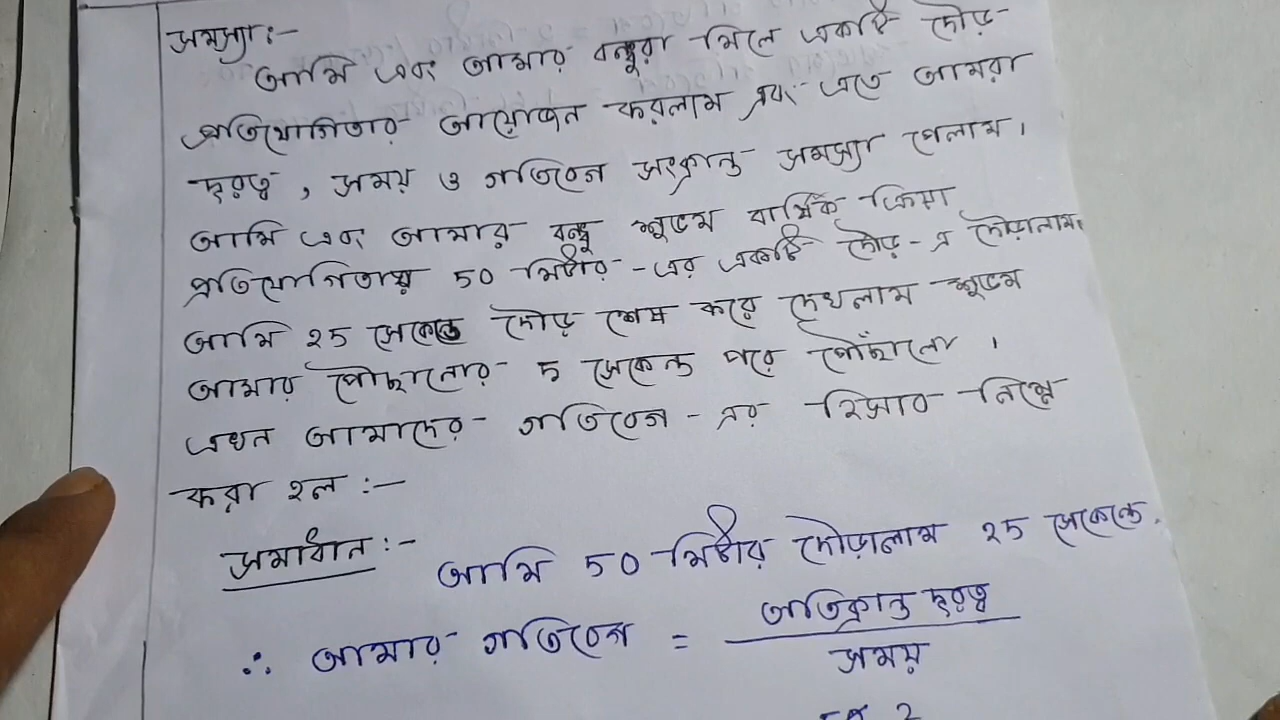 সমস্যা :-
আমি এবং আমার বন্ধুরা মিলে একটি দৌড়
প্রতিযোগিতার আয়োজন করলাম এবং এতে আমরা
দূরত্ব, সময় ও গতিবেগ সংক্রান্ত সমস্যা পেলাম।
আমি এবং আমার বন্ধু শুভম বার্ষিক ক্রিয়া
প্রতিযোগিতায় 50 মিটার -এর একটি দৌড় - এ দৌড়ালাম।
আমি 25 সেকেন্ডে দৌড় শেষ করে দেখলাম শুভম
আমার পৌছানোর 5 সেকেন্ড পরে পৌঁছালো ।
এখন আমাদের গতিবেগ - এর হিসাব নিম্নে
করা হল :-
সমাধান :-
আমি 50 মিটার দৌড়ালাম 25 সেকেন্ডে.
∴ আমার গতিবেগ = অতিক্রান্ত দূরত্ব
সময়